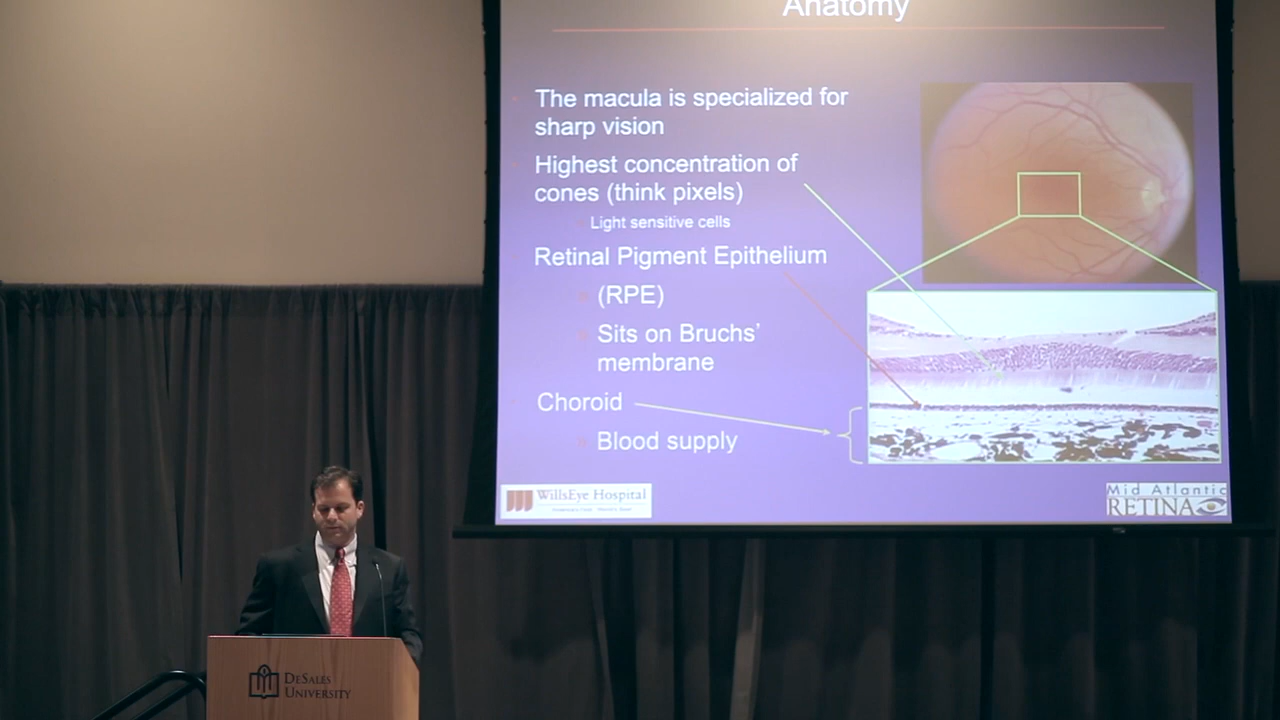 Anatomy
The macula is specialized for
sharp vision
Highest concentration of
cones (think pixels)
Light sensitive cells
Retinal Pigment Epithelium
(RPE)
Sits on Bruchs’
membrane
Choroid
Blood supply
WillsEye Hospital
Mid Atlantic
RETINA
DeSales
University